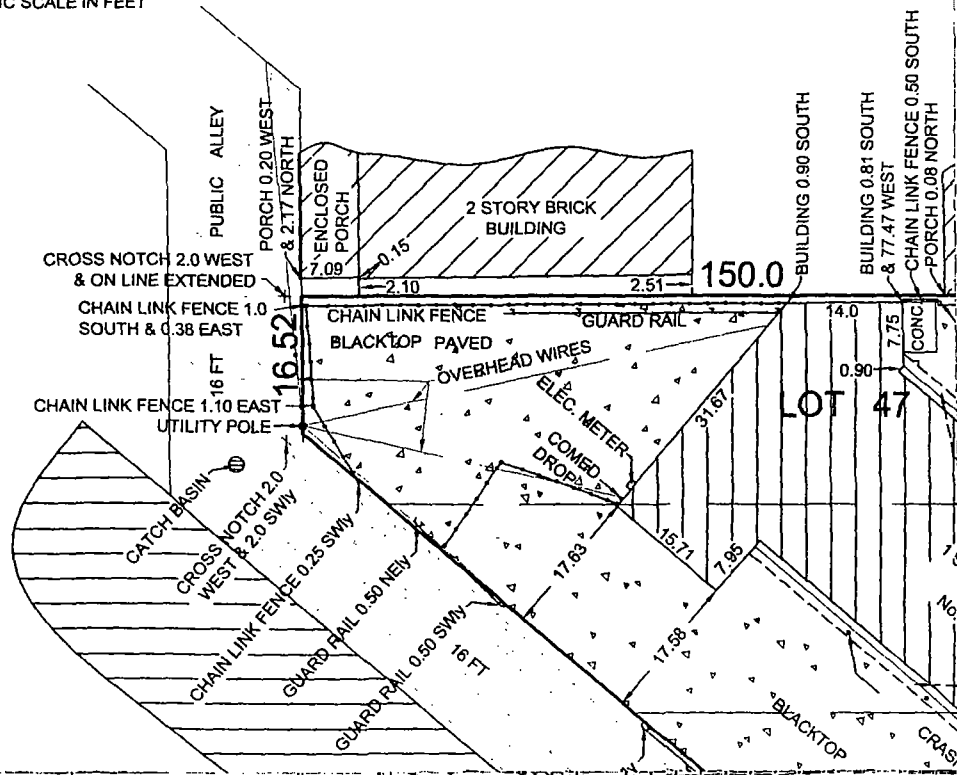 IC SCALE IN FEET
PUBLIC ALLEY
PORCH 0.20 WEST
& 2.17 NORTH
ENCLOSED
PORCH
2 STORY BRICK
BUILDING
0.15
7.09
2.10
2.51
150.0
BUILDING 0.90 SOUTH
BUILDING 0.81 SOUTH
& 77.47 WEST
CHAIN LINK FENCE 0.50 SOUTH
PORCH 0.08 NORTH
CROSS NOTCH 2.0 WEST
& ON LINE EXTENDED
CHAIN LINK FENCE 1.0
SOUTH & 0.38 EAST
16.52
16 FT
CHAIN LINK FENCE
GUARD RAIL
BLACKTOP PAVED
14.0
7.75
CONC.
0.90
OVERHEAD WIRES
ELEC. METER
31.67
LOT 47
COMED
DROP
CHAIN LINK FENCE 1.10 EAST
UTILITY POLE
CATCH BASIN
CROSS NOTCH 2.0
WEST & 2.0 SWly
CHAIN LINK FENCE 0.25 SWly
GUARD RAIL 0.50 NEly
GUARD RAIL 0.50 SWly
16 FT
17.63
15.71
7.95
17.58
BLACKTOP
CRAS
No.